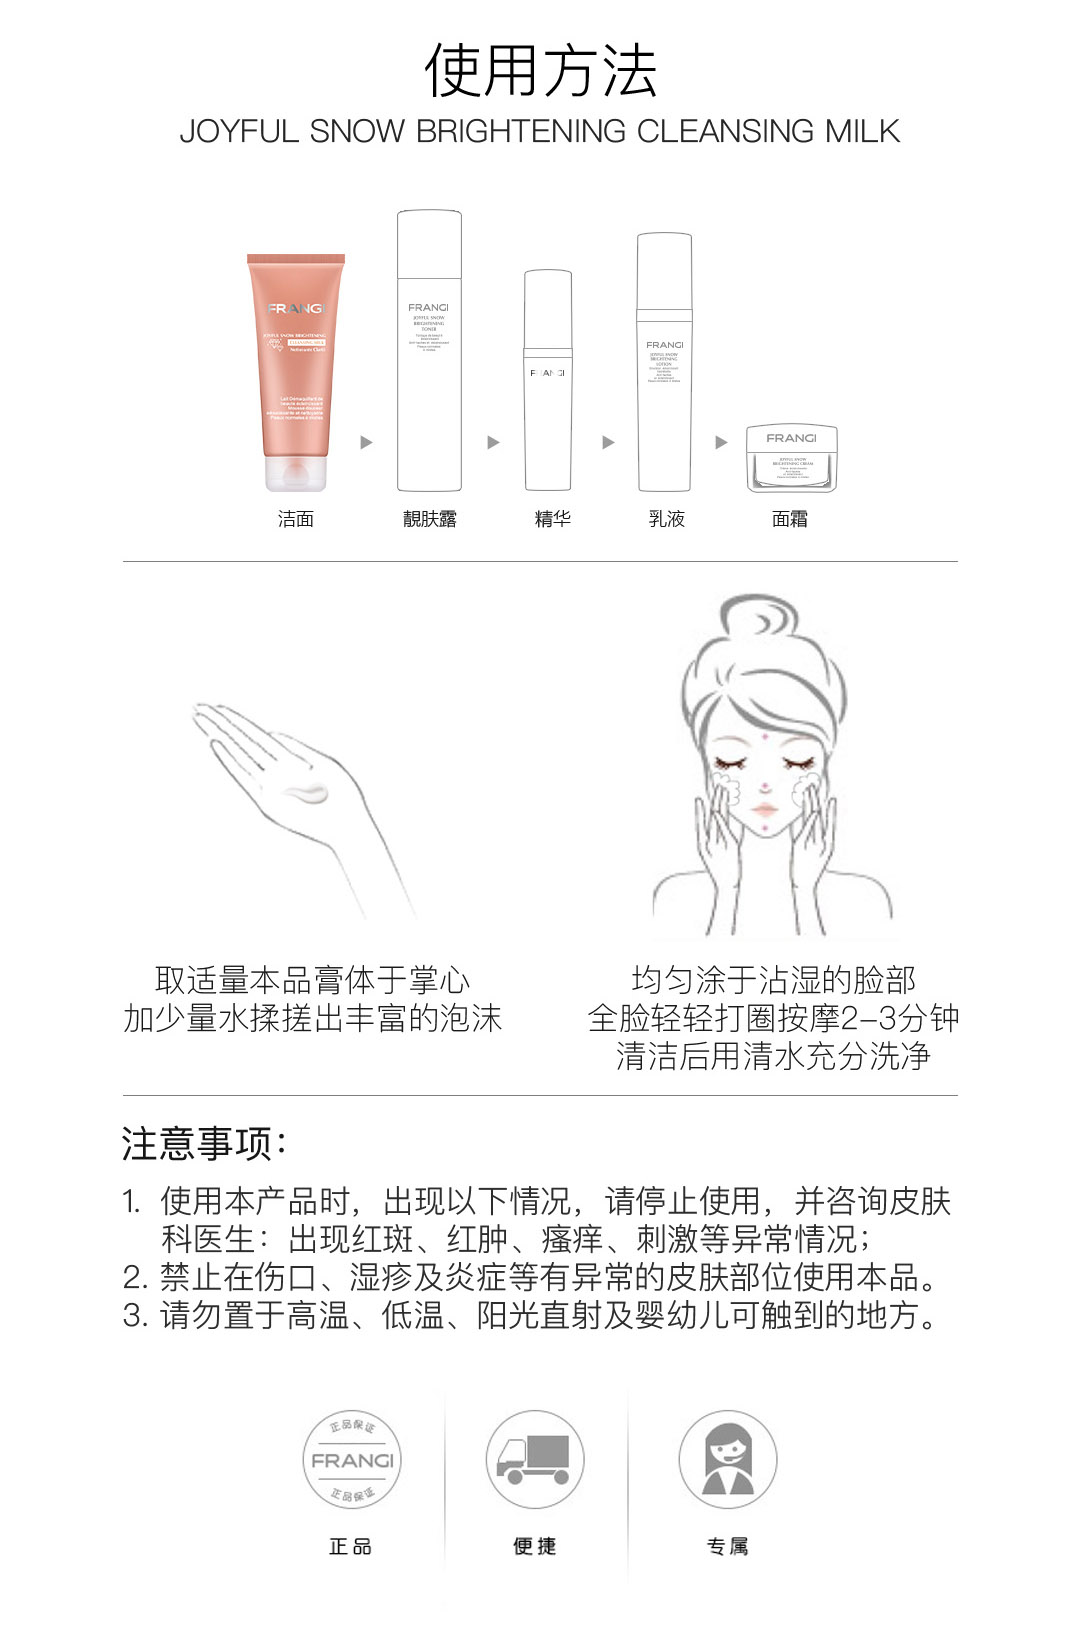 使用方法
JOYFUL SNOW BRIGHTENING CLEANSING MILK
FRANGI
JOYFUL SNOW BRIGHTENING
CLEANSING MILK
Nettoyante Clarté
FRANGI
JOYFUL SNOW
BRIGHTENING
TONER
FRANGI
FRANGI
JOYFUL SNOW
BRIGHTENING
LOTION
FRANGI
JOYFUL SNOW
BRIGHTENING CREAM
洁面
靓肤露
精华
乳液
面霜
取适量本品膏体于掌心
加少量水揉搓出丰富的泡沫
均匀涂于沾湿的脸部
全脸轻轻打圈按摩2-3分钟
清洁后用清水充分洗净
注意事项：
1. 使用本产品时，出现以下情况，请停止使用，并咨询皮肤
科医生：出现红斑、红肿、瘙痒、刺激等异常情况；
2. 禁止在伤口、湿疹及炎症等有异常的皮肤部位使用本品。
3. 请勿置于高温、低温、阳光直射及婴幼儿可触到的地方。
正品保证
FRANGI
正品保证
正品
便捷
专属